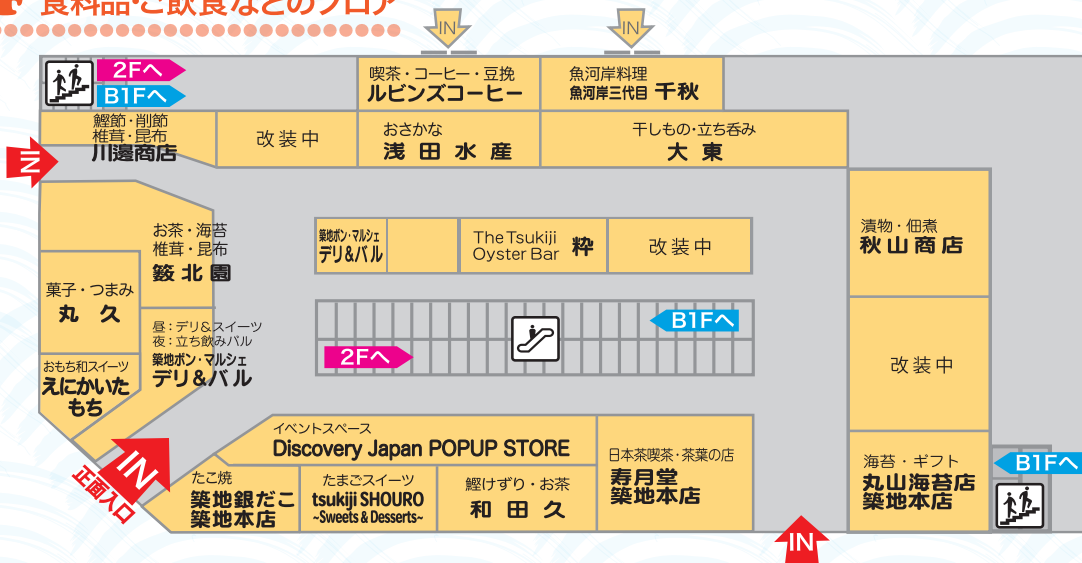 食料品・ご飲食などのフロア
IN
IN
2Fへ
B1Fへ
喫茶・コーヒー・豆挽
ルビンズコーヒー
魚河岸料理
魚河岸三代目 千秋
鰹節・削節
椎茸・昆布
川邊商店
改装中
おさかな
浅田水産
干しもの・立ち呑み
大東
IN
お茶・海苔
椎茸・昆布
築地ボン・マルシェ
デリ&バル
The Tsukiji
Oyster Bar 粋
改装中
漬物・佃煮
秋山商店
北園
菓子・つまみ
丸久
昼:デリ&スイーツ
夜:立ち飲みバル
築地ボン・マルシェ
デリ&バル
B1Fへ
2Fへ
改装中
おもち和スイーツ
えにかいた
もち
イベントスペース
Discovery Japan POPUP STORE
IN
正面入口
たこ焼
築地銀だこ
築地本店
たまごスイーツ
tsukiji SHOURO
~Sweets & Desserts~
鰹けずり・お茶
和田久
日本茶喫茶・茶葉の店
寿月堂
築地本店
海苔・ギフト
丸山海苔店
築地本店
B1Fへ
IN